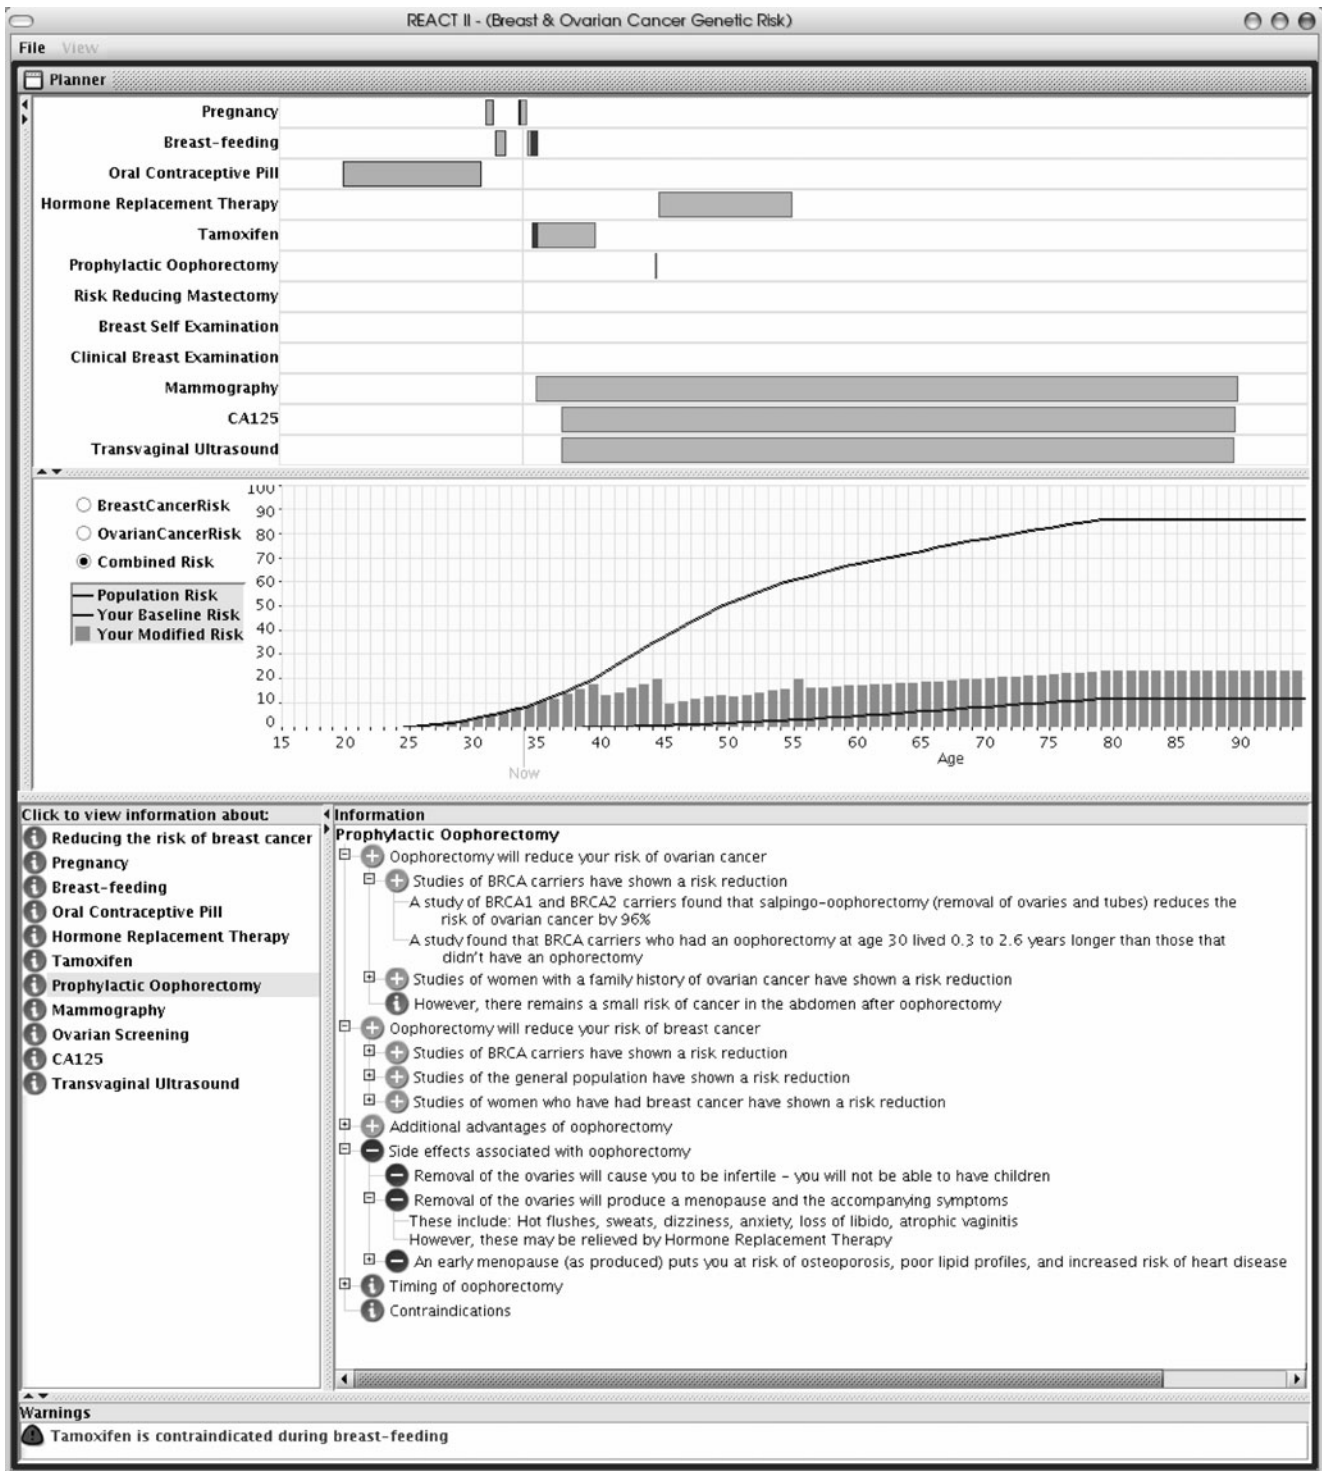 REACT II - (Breast & Ovarian Cancer Genetic Risk)
File View
Planner
Pregnancy
Breast-feeding
Oral Contraceptive Pill
Hormone Replacement Therapy
Tamoxifen
Prophylactic Oophorectomy
Risk Reducing Mastectomy
Breast Self Examination
Clinical Breast Examination
Mammography
CA125
Transvaginal Ultrasound
BreastCancerRisk
OvarianCancerRisk
Combined Risk
Population Risk
Your Baseline Risk
Your Modified Risk
100
90
80
70
60
50
40
30
20
10
0
15 20 25 30 35 40 45 50 55 60 65 70 75 80 85 90
Age
Now
Click to view information about:
Reducing the risk of breast cancer
Pregnancy
Breast-feeding
Oral Contraceptive Pill
Hormone Replacement Therapy
Tamoxifen
Prophylactic Oophorectomy
Mammography
Ovarian Screening
CA125
Transvaginal Ultrasound
Information
Prophylactic Oophorectomy
Oophorectomy will reduce your risk of ovarian cancer
Studies of BRCA carriers have shown a risk reduction
A study of BRCA1 and BRCA2 carriers found that salpingo-oophorectomy (removal of ovaries and tubes) reduces the
risk of ovarian cancer by 96%
A study found that BRCA carriers who had an oophorectomy at age 30 lived 0.3 to 2.6 years longer than those that
didn't have an ophorectomy
Studies of women with a family history of ovarian cancer have shown a risk reduction
However, there remains a small risk of cancer in the abdomen after oophorectomy
Oophorectomy will reduce your risk of breast cancer
Studies of BRCA carriers have shown a risk reduction
Studies of the general population have shown a risk reduction
Studies of women who have had breast cancer have shown a risk reduction
Additional advantages of oophorectomy
Side effects associated with oophorectomy
Removal of the ovaries will cause you to be infertile – you will not be able to have children
Removal of the ovaries will produce a menopause and the accompanying symptoms
These include: Hot flushes, sweats, dizziness, anxiety, loss of libido, atrophic vaginitis
However, these may be relieved by Hormone Replacement Therapy
An early menopause (as produced) puts you at risk of osteoporosis, poor lipid profiles, and increased risk of heart disease
Timing of oophorectomy
Contraindications
Warnings
Tamoxifen is contraindicated during breast-feeding